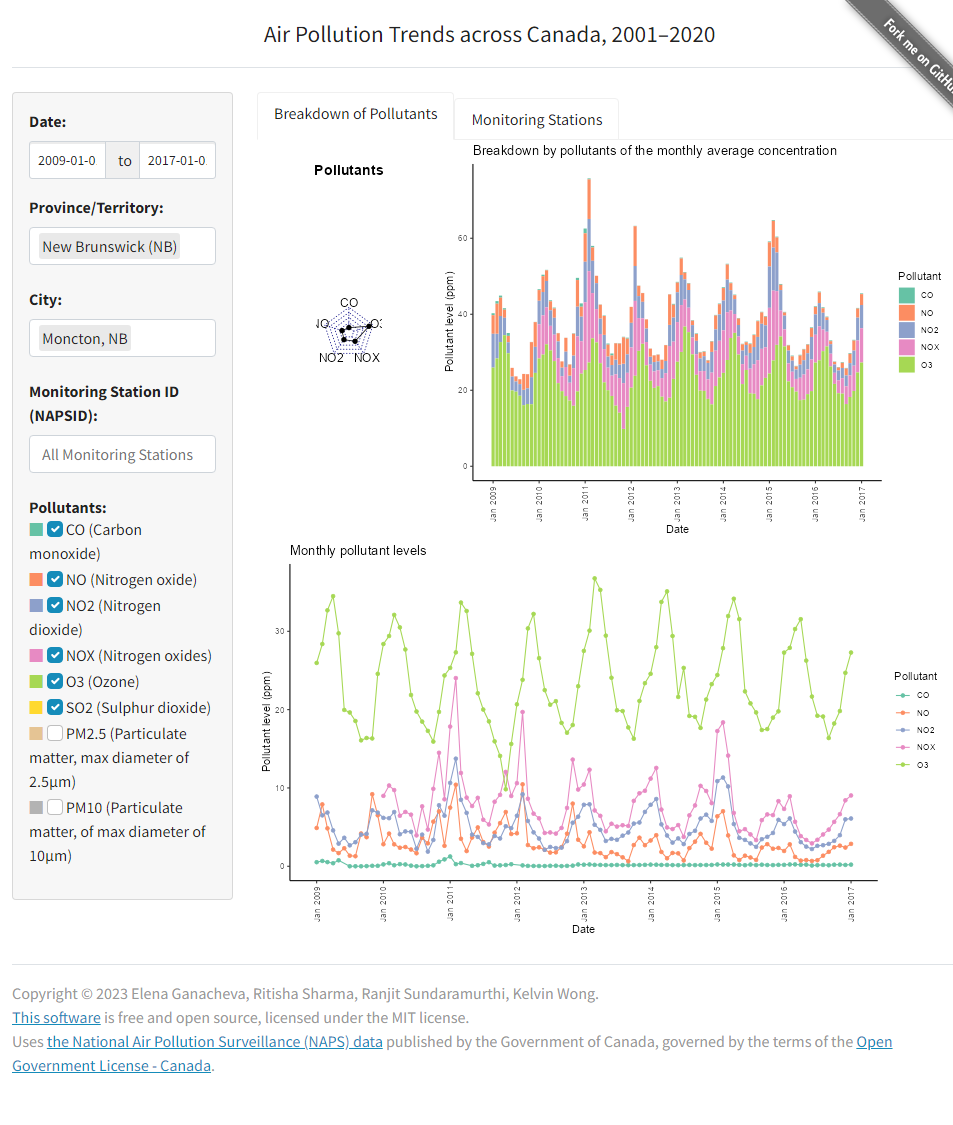 Air Pollution Trends across Canada, 2001–2020
Fork me on GitHu
Date:
2009-01-0 to 2017-01-0
Province/Territory:
New Brunswick (NB)
City:
Moncton, NB
Monitoring Station ID
(NAPSID):
All Monitoring Stations
Pollutants:
CO (Carbon
monoxide)
NO (Nitrogen oxide)
NO2 (Nitrogen
dioxide)
NOX (Nitrogen oxides)
O3 (Ozone)
SO2 (Sulphur dioxide)
PM2.5 (Particulate
matter, max diameter of
2.5µm)
PM10 (Particulate
matter, of max diameter of
10µm)
Breakdown of Pollutants
Monitoring Stations
Pollutants
CO
NO2
NOX
Breakdown by pollutants of the monthly average concentration
Pollutant level (ppm)
60
40
20
0
Jan 2009
Jan 2010
Jan 2011
Jan 2012
Jan 2013
Jan 2014
Jan 2015
Jan 2016
Jan 2017
Date
Pollutant
CO
NO
NO2
NOX
O3
Monthly pollutant levels
Pollutant level (ppm)
30
20
10
0
Jan 2009
Jan 2010
Jan 2011
Jan 2012
Jan 2013
Jan 2014
Jan 2015
Jan 2016
Jan 2017
Date
Pollutant
CO
NO
NO2
NOX
O3
Copyright © 2023 Elena Ganacheva, Ritisha Sharma, Ranjit Sundaramurthi, Kelvin Wong.
This software is free and open source, licensed under the MIT license.
Uses the National Air Pollution Surveillance (NAPS) data published by the Government of Canada, governed by the terms of the Open
Government License - Canada.